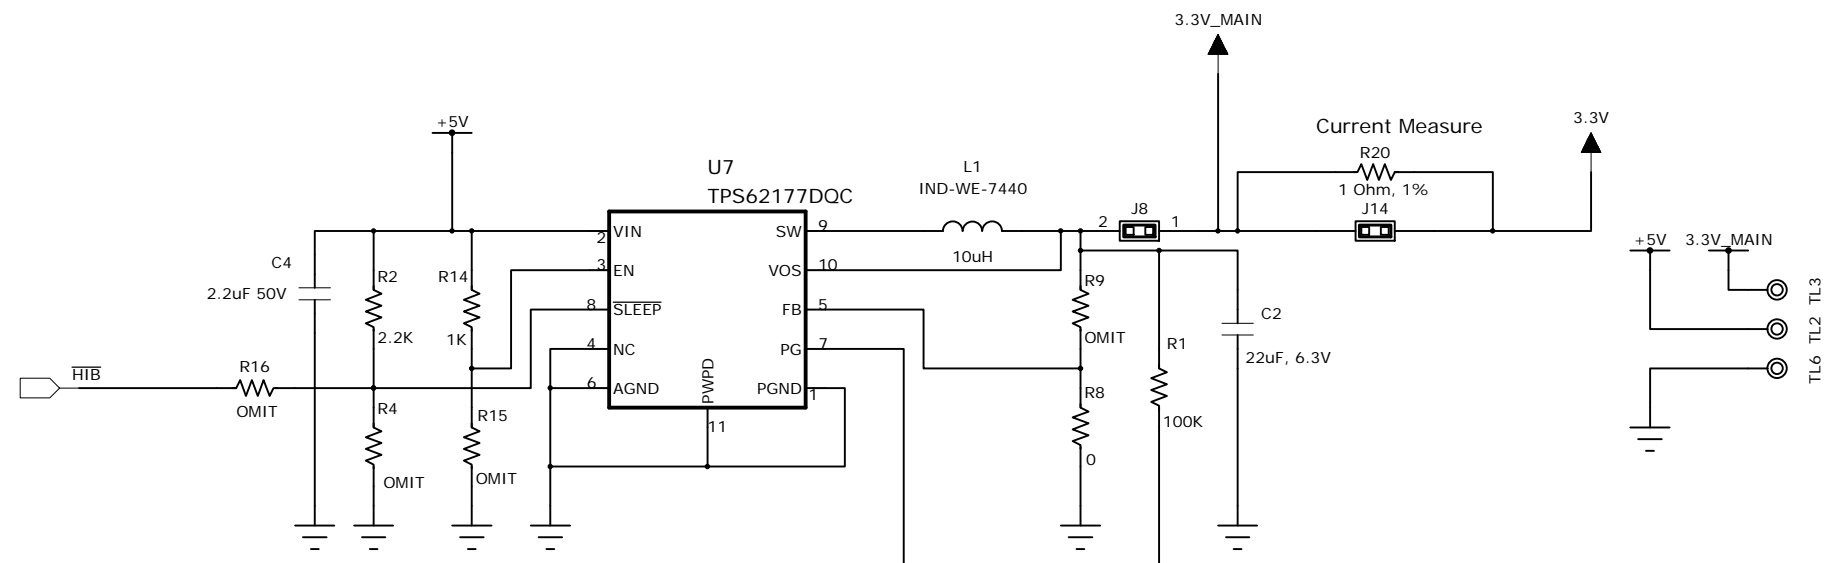 3.3V_MAIN
+5V
Current Measure
3.3V
U7
TPS62177DQC
L1
IND-WE-7440
10uH
R20
1 Ohm, 1%
J14
2
J8
1
2
VIN
SW
9
3
EN
VOS
10
8
SLEEP
FB
5
4
NC
PG
7
6
AGND
PGND
1
PWPD
11
C4
2.2uF 50V
R2
2.2K
R14
1K
HIB
R16
OMIT
R4
OMIT
R15
OMIT
R9
OMIT
R8
0
R1
100K
C2
22uF, 6.3V
+5V
3.3V_MAIN
TL3
TL2
TL6